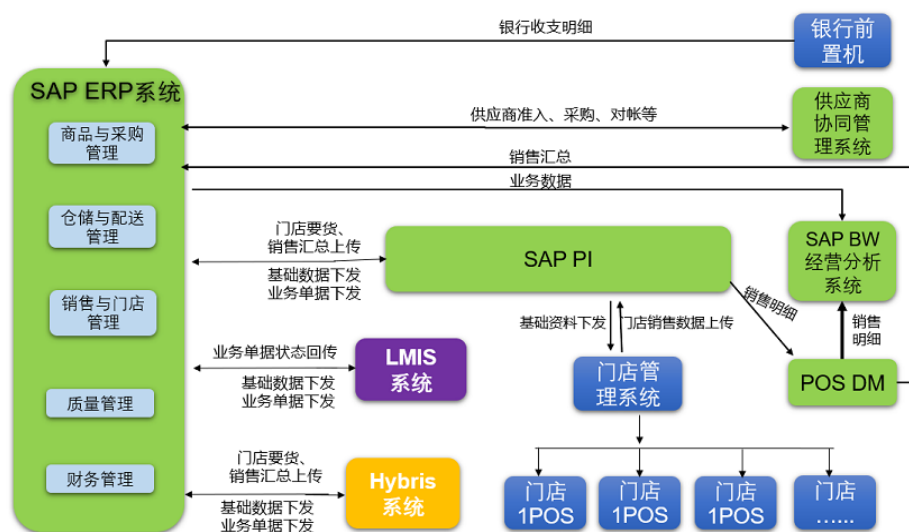 银行收支明细
银行前
置机
SAP ERP系统
商品与采购
管理
仓储与配送
管理
销售与门店
管理
质量管理
财务管理
供应商准入、采购、对帐等
供应商
协同管
理系统
销售汇总
业务数据
门店要货、
销售汇总上传
基础数据下发
业务单据下发
SAP PI
SAP BW
经营分析
系统
销售明细
销售
明细
基础资料下发
门店销售数据上传
业务单据状态回传
基础数据下发
业务单据下发
LMIS
系统
门店管
理系统
POS DM
门店要货、
销售汇总上传
基础数据下发
业务单据下发
Hybris
系统
门店
1POS
门店
1POS
门店
1POS
门店
……